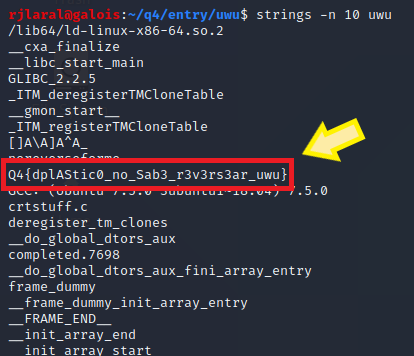 rjlaral@galois:~/q4/entry/uwu$ strings -n 10 uwu
/lib64/ld-linux-x86-64.so.2
__cxa_finalize
__libc_start_main
GLIBC_2.2.5
_ITM_deregisterTMCloneTable
__gmon_start__
_ITM_registerTMCloneTable
[]A\A]A^A_
noreverseforme
Q4{dplAStic0_no_Sab3_r3v3rs3ar_uwu}
GCC: (Ubuntu 7.5.0-3ubuntu1~18.04) 7.5.0
crtstuff.c
deregister_tm_clones
__do_global_dtors_aux
completed.7698
__do_global_dtors_aux_fini_array_entry
frame_dummy
__frame_dummy_init_array_entry
__FRAME_END__
__init_array_end
__init_array_start